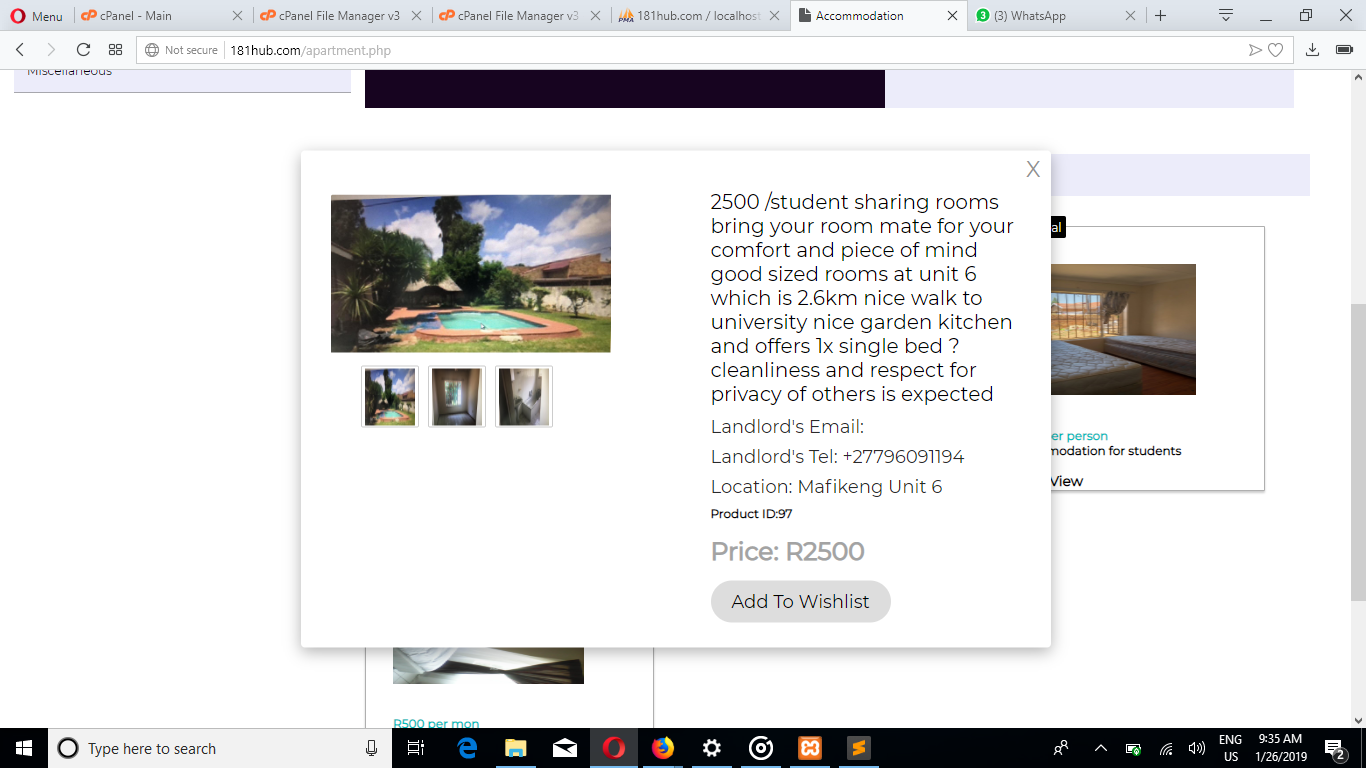 Menu
cPanel - Main
cPanel File Manager v3
cPanel File Manager v3
181hub.com / localhost
Accommodation
(3) WhatsApp
Not secure
181hub.com/apartment.php
Miscellaneous
X
2500 /student sharing rooms
bring your room mate for your
comfort and piece of mind
good sized rooms at unit 6
which is 2.6km nice walk to
university nice garden kitchen
and offers 1x single bed ?
cleanliness and respect for
privacy of others is expected
Landlord's Email:
Landlord's Tel: +27796091194
Location: Mafikeng Unit 6
Product ID:97
Price: R2500
Add To Wishlist
al
er person
modation for students
View
R500 per mon
Type here to search
ENG
US
9:35 AM
1/26/2019
2